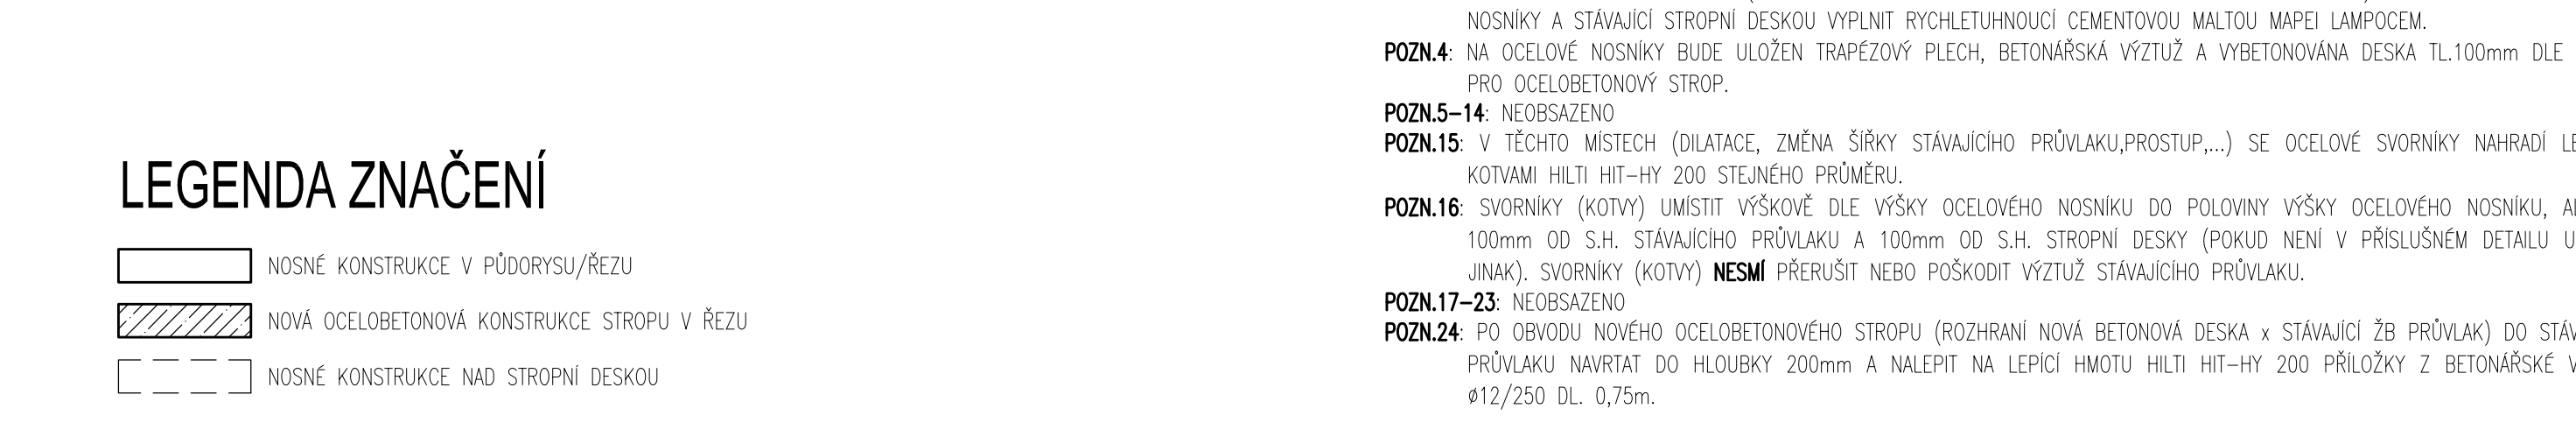 LEGENDA ZNAČENÍ
NOSNÉ KONSTRUKCE V PŮDORYSU/ŘEZU
NOVÁ OCELOBETONOVÁ KONSTRUKCE STROPU V ŘEZU
NOSNÉ KONSTRUKCE NAD STROPNÍ DESKOU
NOSNÍKY A STÁVAJÍCÍ STROPNÍ DESKOU VYPLNIT RYCHLETUHNOUCÍ CEMENTOVOU MALTOU MAPEI LAMPOCEM.
POZN.4: NA OCELOVÉ NOSNÍKY BUDE ULOŽEN TRAPÉZOVÝ PLECH, BETONÁŘSKÁ VÝZTUŽ A VYBETONOVÁNA DESKA TL.100mm DLE
PRO OCELOBETONOVÝ STROP.
POZN.5-14: NEOBSAZENO
POZN.15: V TĚCHTO MÍSTECH (DILATACE, ZMĚNA ŠÍŘKY STÁVAJÍCÍHO PRŮVLAKU,PROSTUP,...) SE OCELOVÉ SVORNÍKY NAHRADÍ
KOTVAMI HILTI HIT-HY 200 STEJNÉHO PRŮMĚRU.
POZN.16: SVORNÍKY (KOTVY) UMÍSTIT VÝŠKOVĚ DLE VÝŠKY OCELOVÉHO NOSNÍKU DO POLOVINY VÝŠKY OCELOVÉHO NOSNÍKU,
100mm OD S.H. STÁVAJÍCÍHO PRŮVLAKU A 100mm OD S.H. STROPNÍ DESKY (POKUD NENÍ V PŘÍSLUŠNÉM DETAILU
JINAK). SVORNÍKY (KOTVY) NESMÍ PŘERUŠIT NEBO POŠKODIT VÝZTUŽ STÁVAJÍCÍHO PRŮVLAKU.
POZN.17-23: NEOBSAZENO
POZN.24: PO OBVODU NOVÉHO OCELOBETONOVÉHO STROPU (ROZHRANÍ NOVÁ BETONOVÁ DESKA x STÁVAJÍCÍ ŽB PRŮVLAK) DO
PRŮVLAKU NAVRTAT DO HLOUBKY 200mm A NALEPIT NA LEPÍCÍ HMOTU HILTI HIT-HY 200 PŘÍLOŽKY Z BETONÁŘSKÉ
ø12/250 DL. 0,75m.